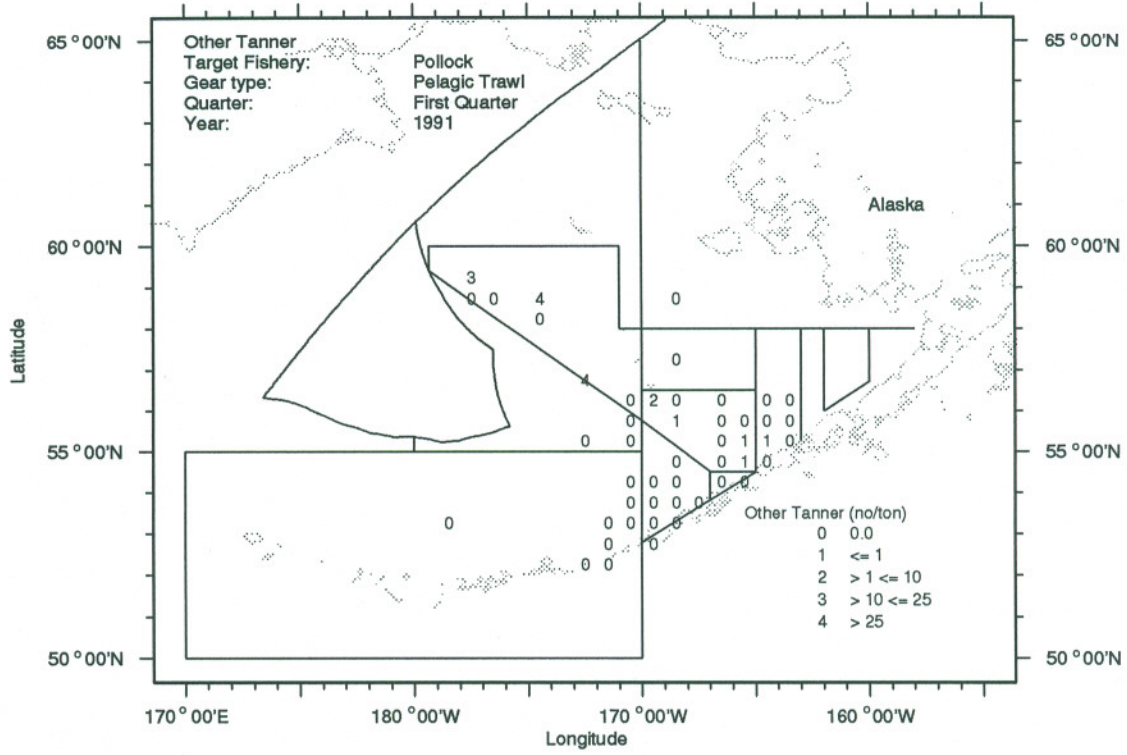 65°00'N
Other Tanner
65°00'N
Target Fishery: Pollock
Gear type: Pelagic Trawl
Quarter: First Quarter
Year: 1991
Alaska
60°00'N
60°00'N
3
0 0 4 0
0
0
4
0 2 0 0 0 0
0 1 0 0 0 0
0 0 0 1 1 0
55°00'N
55°00'N
0 0 1 0
0 0 0 0 0
0 0 0 0
0 0 0 0 0
0 0 0
0 0
Other Tanner (no/ton)
0 0.0
1 <= 1
2 > 1 <= 10
3 > 10 <= 25
4 > 25
50°00'N
50°00'N
Latitude
170°00'E
180°00'W
170°00'W
160°00'W
Longitude